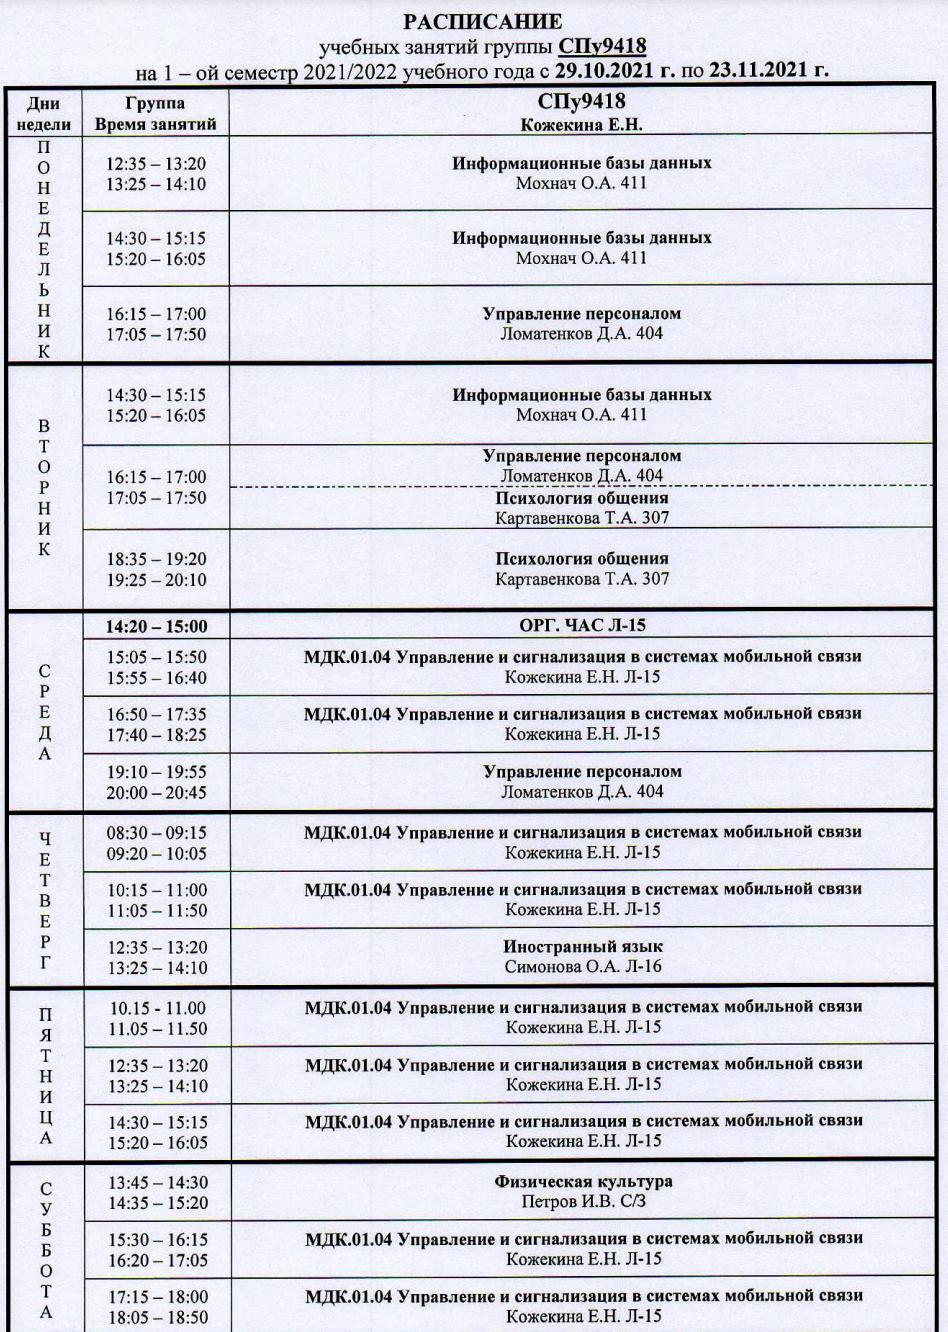 РАСПИСАНИЕ
учебных занятий группы СПу9418
на 1 – ой семестр 2021/2022 учебного года с 29.10.2021 г. по 23.11.2021 г.
Дни недели
Группа
Время занятий
СПу9418
Кожекина Е.Н.
ПОНЕДЕЛЬНИК
12:35 – 13:20
13:25 – 14:10
Информационные базы данных
Мохнач О.А. 411
14:30 – 15:15
15:20 – 16:05
Информационные базы данных
Мохнач О.А. 411
16:15 – 17:00
17:05 – 17:50
Управление персоналом
Ломатенков Д.А. 404
ВТОРНИК
14:30 – 15:15
15:20 – 16:05
Информационные базы данных
Мохнач О.А. 411
16:15 – 17:00
17:05 – 17:50
Управление персоналом
Ломатенков Д.А. 404
Психология общения
Картавенкова Т.А. 307
18:35 – 19:20
19:25 – 20:10
Психология общения
Картавенкова Т.А. 307
СРЕДА
14:20 – 15:00
ОРГ. ЧАС Л-15
15:05 – 15:50
15:55 – 16:40
МДК.01.04 Управление и сигнализация в системах мобильной связи
Кожекина Е.Н. Л-15
16:50 – 17:35
17:40 – 18:25
МДК.01.04 Управление и сигнализация в системах мобильной связи
Кожекина Е.Н. Л-15
19:10 – 19:55
20:00 – 20:45
Управление персоналом
Ломатенков Д.А. 404
ЧЕТВЕРГ
08:30 – 09:15
09:20 – 10:05
МДК.01.04 Управление и сигнализация в системах мобильной связи
Кожекина Е.Н. Л-15
10:15 – 11:00
11:05 – 11:50
МДК.01.04 Управление и сигнализация в системах мобильной связи
Кожекина Е.Н. Л-15
12:35 – 13:20
13:25 – 14:10
Иностранный язык
Симонова О.А. Л-16
ПЯТНИЦА
10.15 - 11.00
11.05 – 11.50
МДК.01.04 Управление и сигнализация в системах мобильной связи
Кожекина Е.Н. Л-15
12:35 – 13:20
13:25 – 14:10
МДК.01.04 Управление и сигнализация в системах мобильной связи
Кожекина Е.Н. Л-15
14:30 – 15:15
15:20 – 16:05
МДК.01.04 Управление и сигнализация в системах мобильной связи
Кожекина Е.Н. Л-15
СУББОТА
13:45 – 14:30
14:35 – 15:20
Физическая культура
Петров И.В. С/З
15:30 – 16:15
16:20 – 17:05
МДК.01.04 Управление и сигнализация в системах мобильной связи
Кожекина Е.Н. Л-15
17:15 – 18:00
18:05 – 18:50
МДК.01.04 Управление и сигнализация в системах мобильной связи
Кожекина Е.Н. Л-15